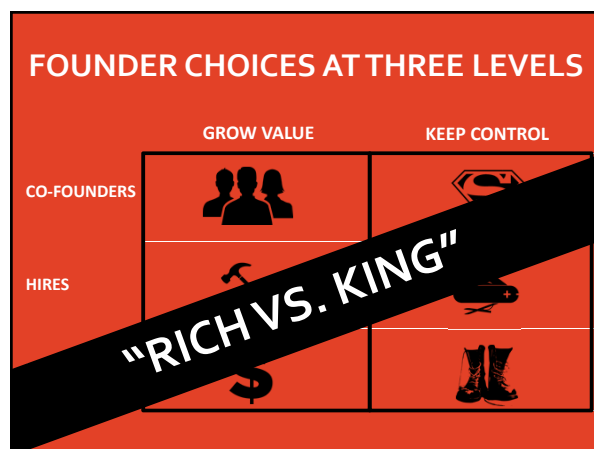 FOUNDER CHOICES AT THREE LEVELS
GROW VALUE KEEP CONTROL
CO-FOUNDERS
HIRES
“RICH VS. KING”